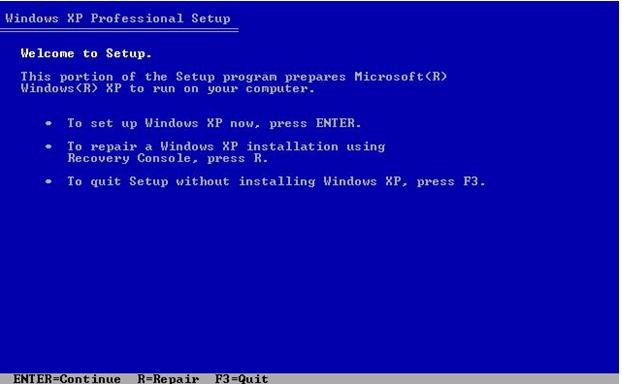 Windows XP Professional Setup
Welcome to Setup.
This portion of the Setup program prepares Microsoft(R)
Windows(R) XP to run on your computer.
• To set up Windows XP now, press ENTER.
• To repair a Windows XP installation using
Recovery Console, press R.
• To quit Setup without installing Windows XP, press F3.
ENTER=Continue R=Repair F3=Quit